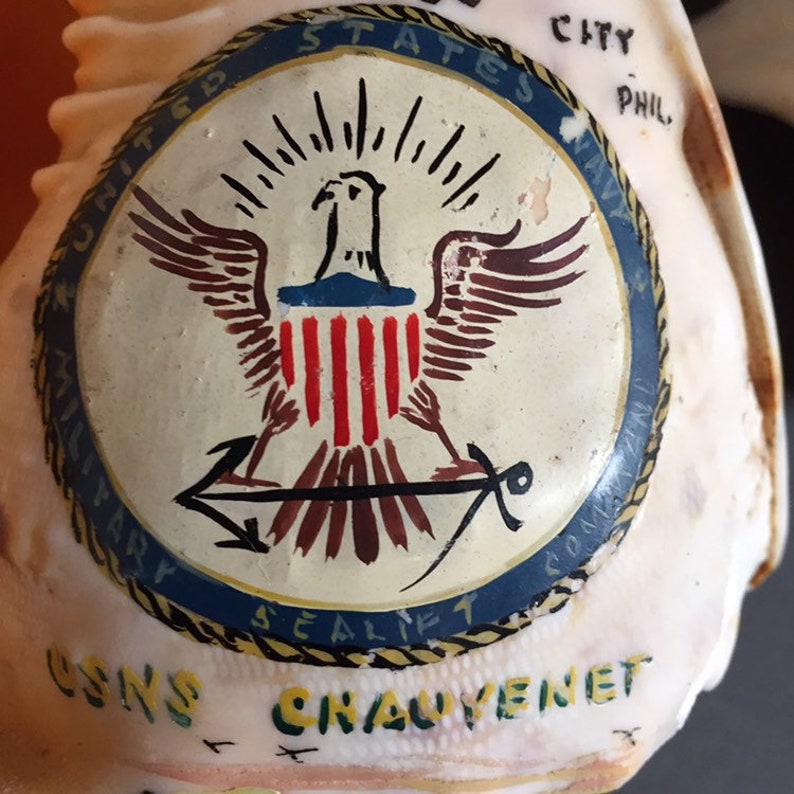 CITY
PHIL.
UNITED STATES NAVY
MILITARY SEALIFT COMMAND
USNS CHAUVENET